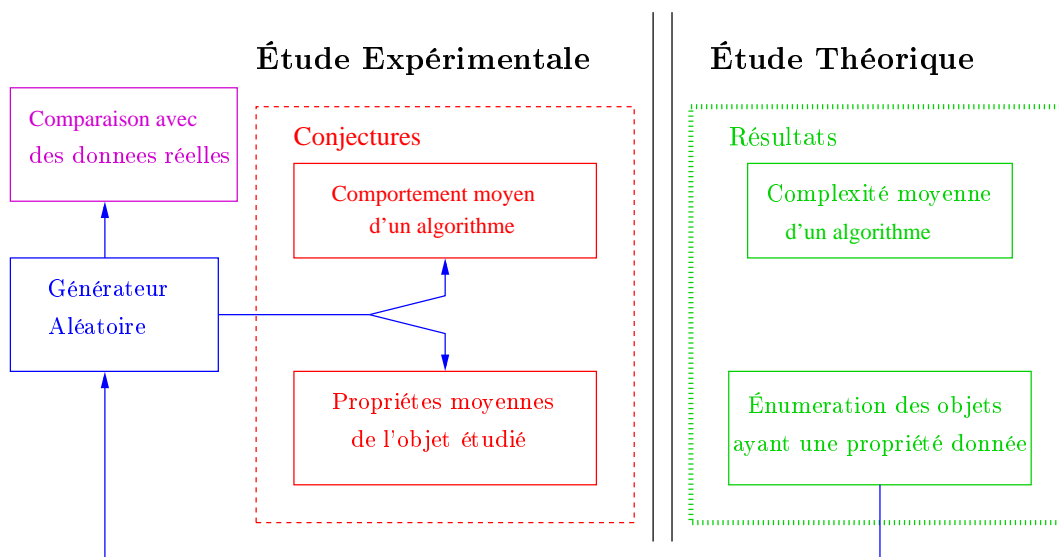 Étude Expérimentale
Étude Théorique
Comparaison avec
des donnees réelles
Générateur
Aléatoire
Conjectures
Comportement moyen
d'un algorithme
Propriétes moyennes
de l'objet étudié
Résultats
Complexité moyenne
d'un algorithme
Énumeration des objets
ayant une propriété donnée